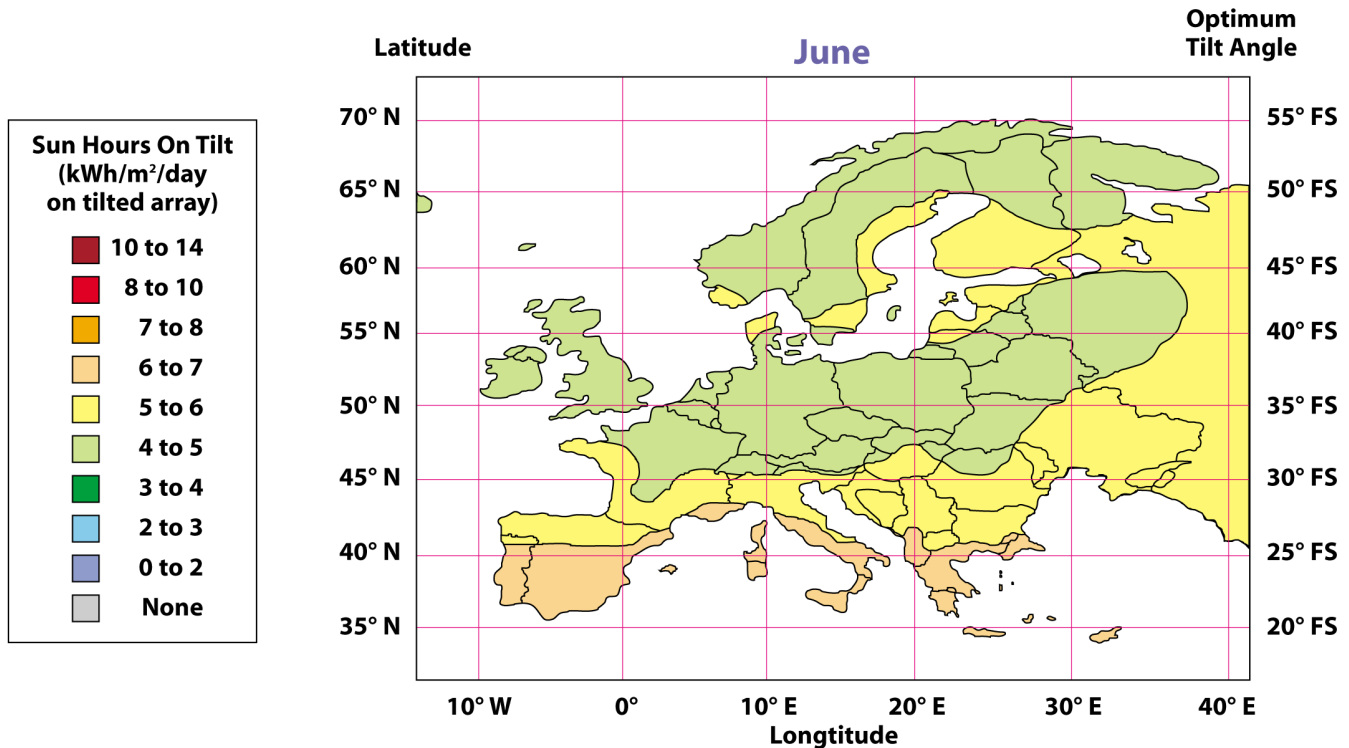 June
Latitude
Optimum
Tilt Angle
Sun Hours On Tilt
(kWh/m²/day
on tilted array)
10 to 14
8 to 10
7 to 8
6 to 7
5 to 6
4 to 5
3 to 4
2 to 3
0 to 2
None
70° N
65° N
60° N
55° N
50° N
45° N
40° N
35° N
55° FS
50° FS
45° FS
40° FS
35° FS
30° FS
25° FS
20° FS
10° W
0°
10° E
20° E
30° E
40° E
Longtitude